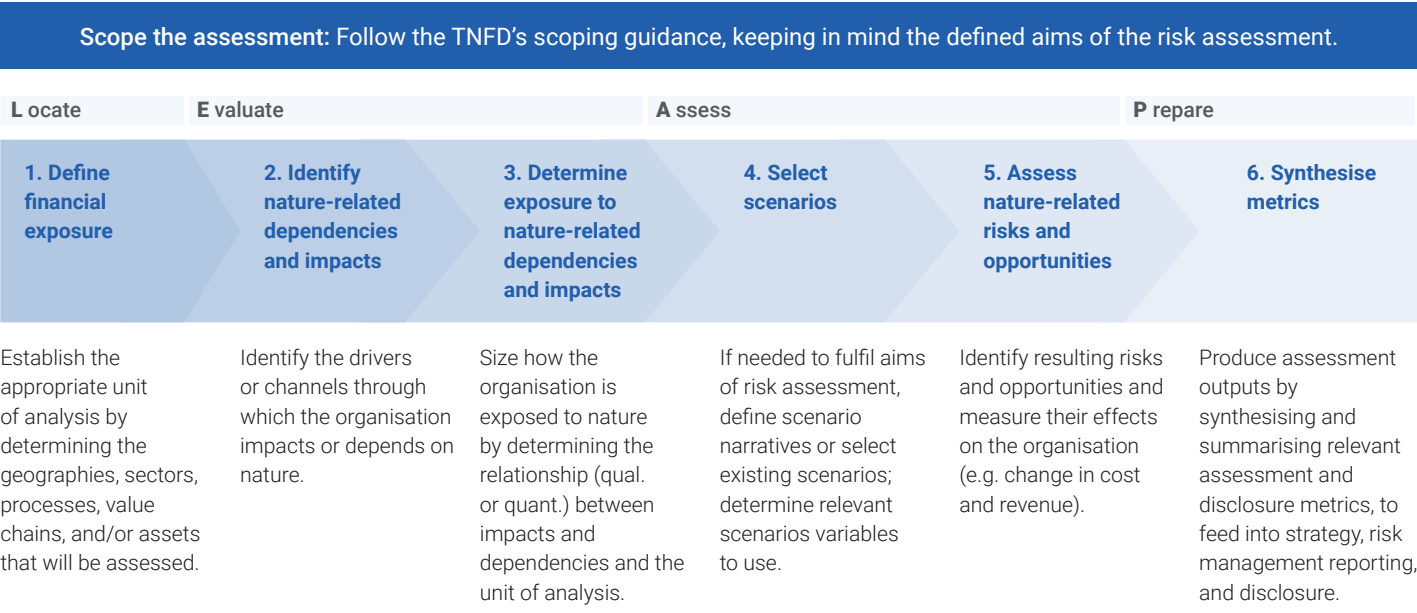 Scope the assessment: Follow the TNFD's scoping guidance, keeping in mind the defined aims of the risk assessment.
L ocate
E valuate
A ssess
P repare
1. Define
financial
exposure
2. Identify
nature-related
dependencies
and impacts
3. Determine
exposure to
nature-related
dependencies
and impacts
4. Select
scenarios
5. Assess
nature-related
risks and
opportunities
6. Synthesise
metrics
Establish the
appropriate unit
of analysis by
determining the
geographies, sectors,
processes, value
chains, and/or assets
that will be assessed.
Identify the drivers
or channels through
which the organisation
impacts or depends on
nature.
Size how the
organisation is
exposed to nature
by determining the
relationship (qual.
or quant.) between
impacts and
dependencies and the
unit of analysis.
If needed to fulfil aims
of risk assessment,
define scenario
narratives or select
existing scenarios;
determine relevant
scenarios variables
to use.
Identify resulting risks
and opportunities and
measure their effects
on the organisation
(e.g. change in cost
and revenue).
Produce assessment
outputs by
synthesising and
summarising relevant
assessment and
disclosure metrics, to
feed into strategy, risk
management reporting,
and disclosure.